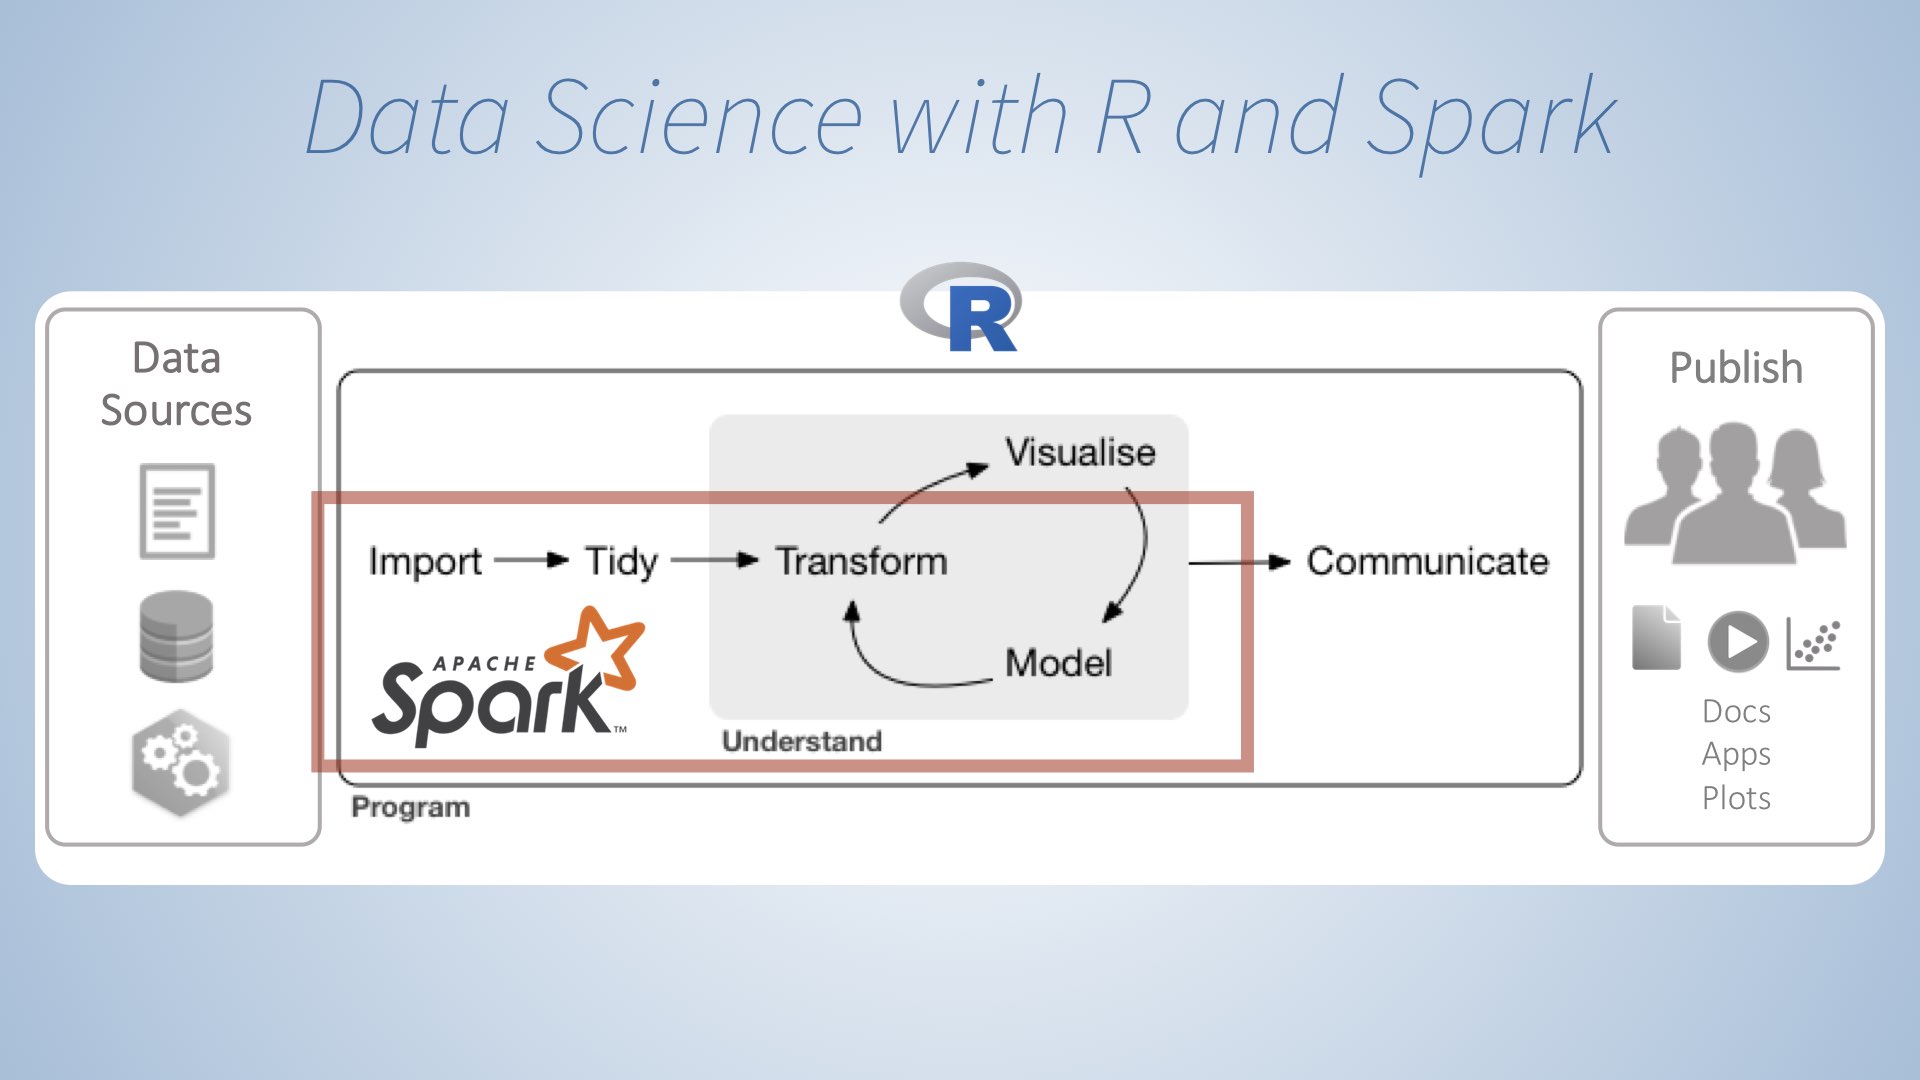 Data Science with R and Spark
R
Data
Sources
Publish
Visualise
Import
Tidy
Transform
Communicate
APACHE
Spark™
Model
Understand
Program
Docs
Apps
Plots